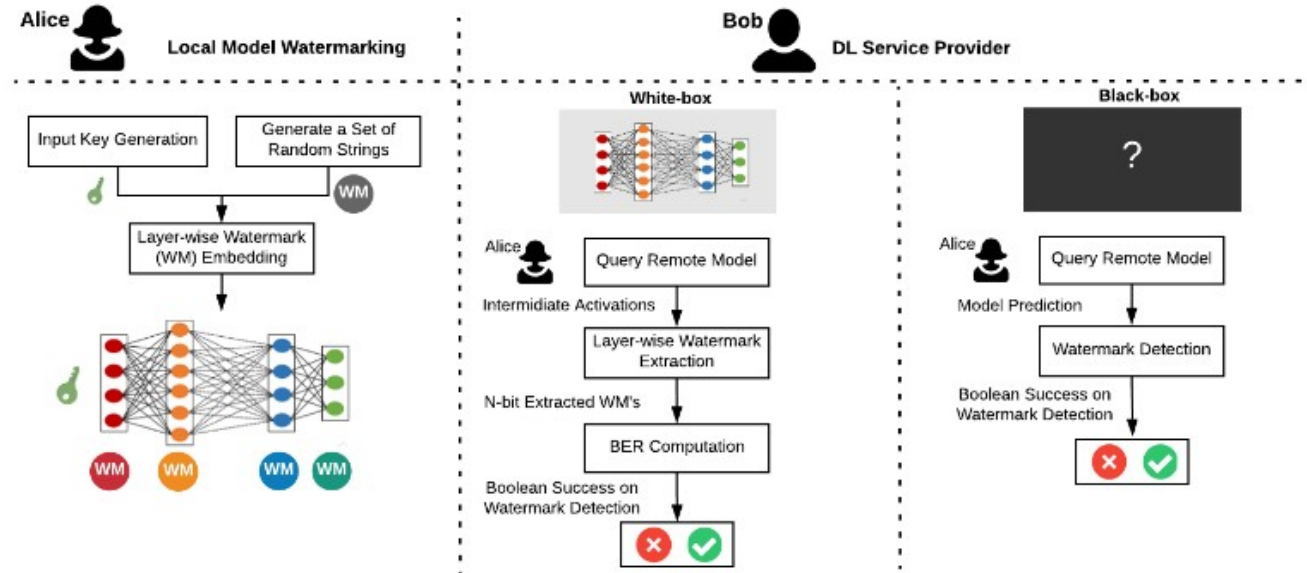 Alice
Local Model Watermarking
Bob
DL Service Provider
Input Key Generation
Generate a Set of
Random Strings
WM
Layer-wise Watermark
(WM) Embedding
WM
WM
WM
WM
White-box
Alice
Query Remote Model
Intermidiate Activations
Layer-wise Watermark
Extraction
N-bit Extracted WM's
BER Computation
Boolean Success on
Watermark Detection
Black-box
?
Alice
Query Remote Model
Model Prediction
Watermark Detection
Boolean Success on
Watermark Detection